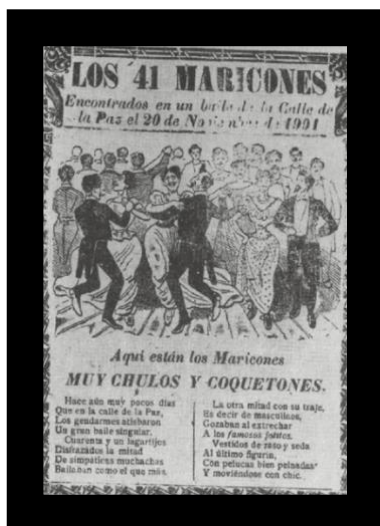 LOS 41 MARICONES
Encontrados en un baile de la Calle de
la Paz el 20 de Noviembre de 1901
Aquí están los Maricones
MUY CHULOS Y COQUETONES.
Hace aún muy pocos días
Que en la calle de la Paz,
Los gendarmes atisbaron
Un gran baile singular.
Cuarenta y un lagartijos
Disfrazados la mitad
De simpáticas muchachas
Bailaban como el que más.
La otra mitad con su traje,
Es decir de masculinos,
Gozaban al estrechar
A los famosos jotitos.
Vestidos de raso y seda
Al último figurín,
Con pelucas bien peinadas
Y moviéndose con chic.